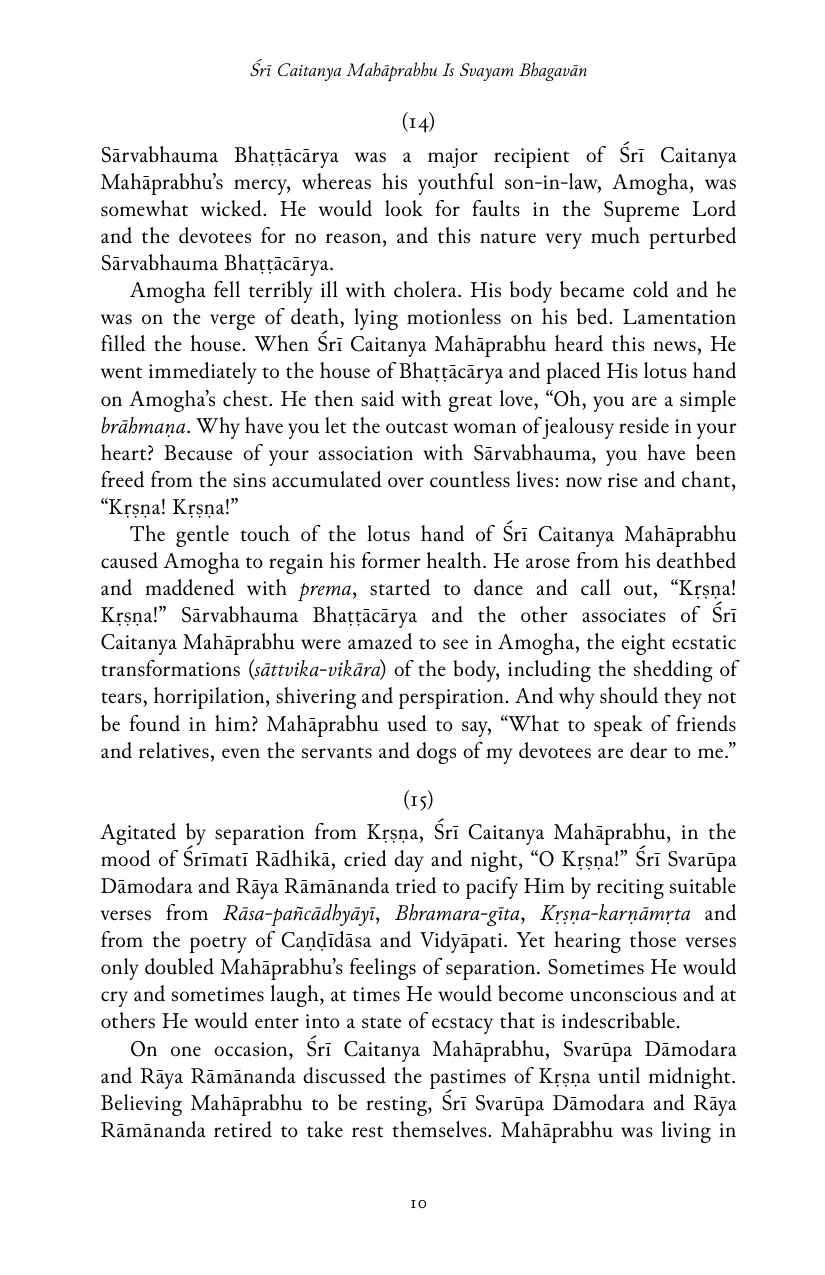 Śrī Caitanya Mahāprabhu Is Svayam Bhagavān
(14)
Sārvabhauma Bhaṭṭācārya was a major recipient of Śrī Caitanya
Mahāprabhu’s mercy, whereas his youthful son-in-law, Amogha, was
somewhat wicked. He would look for faults in the Supreme Lord
and the devotees for no reason, and this nature very much perturbed
Sārvabhauma Bhaṭṭācārya.
Amogha fell terribly ill with cholera. His body became cold and he
was on the verge of death, lying motionless on his bed. Lamentation
filled the house. When Śrī Caitanya Mahāprabhu heard this news, He
went immediately to the house of Bhaṭṭācārya and placed His lotus hand
on Amogha’s chest. He then said with great love, “Oh, you are a simple
brāhmaṇa. Why have you let the outcast woman of jealousy reside in your
heart? Because of your association with Sārvabhauma, you have been
freed from the sins accumulated over countless lives: now rise and chant,
“Kṛṣṇa! Kṛṣṇa!”
The gentle touch of the lotus hand of Śrī Caitanya Mahāprabhu
caused Amogha to regain his former health. He arose from his deathbed
and maddened with prema, started to dance and call out, “Kṛṣṇa!
Kṛṣṇa!” Sārvabhauma Bhaṭṭācārya and the other associates of Śrī
Caitanya Mahāprabhu were amazed to see in Amogha, the eight ecstatic
transformations (sāttvika-vikāra) of the body, including the shedding of
tears, horripilation, shivering and perspiration. And why should they not
be found in him? Mahāprabhu used to say, “What to speak of friends
and relatives, even the servants and dogs of my devotees are dear to me.”
(15)
Agitated by separation from Kṛṣṇa, Śrī Caitanya Mahāprabhu, in the
mood of Śrīmatī Rādhikā, cried day and night, “O Kṛṣṇa!” Śrī Svarūpa
Dāmodara and Rāya Rāmānanda tried to pacify Him by reciting suitable
verses from Rāsa-pañcādhyāyī, Bhramara-gīta, Kṛṣṇa-karṇāmṛta and
from the poetry of Caṇḍīdāsa and Vidyāpati. Yet hearing those verses
only doubled Mahāprabhu’s feelings of separation. Sometimes He would
cry and sometimes laugh, at times He would become unconscious and at
others He would enter into a state of ecstacy that is indescribable.
On one occasion, Śrī Caitanya Mahāprabhu, Svarūpa Dāmodara
and Rāya Rāmānanda discussed the pastimes of Kṛṣṇa until midnight.
Believing Mahāprabhu to be resting, Śrī Svarūpa Dāmodara and Rāya
Rāmānanda retired to take rest themselves. Mahāprabhu was living in
10